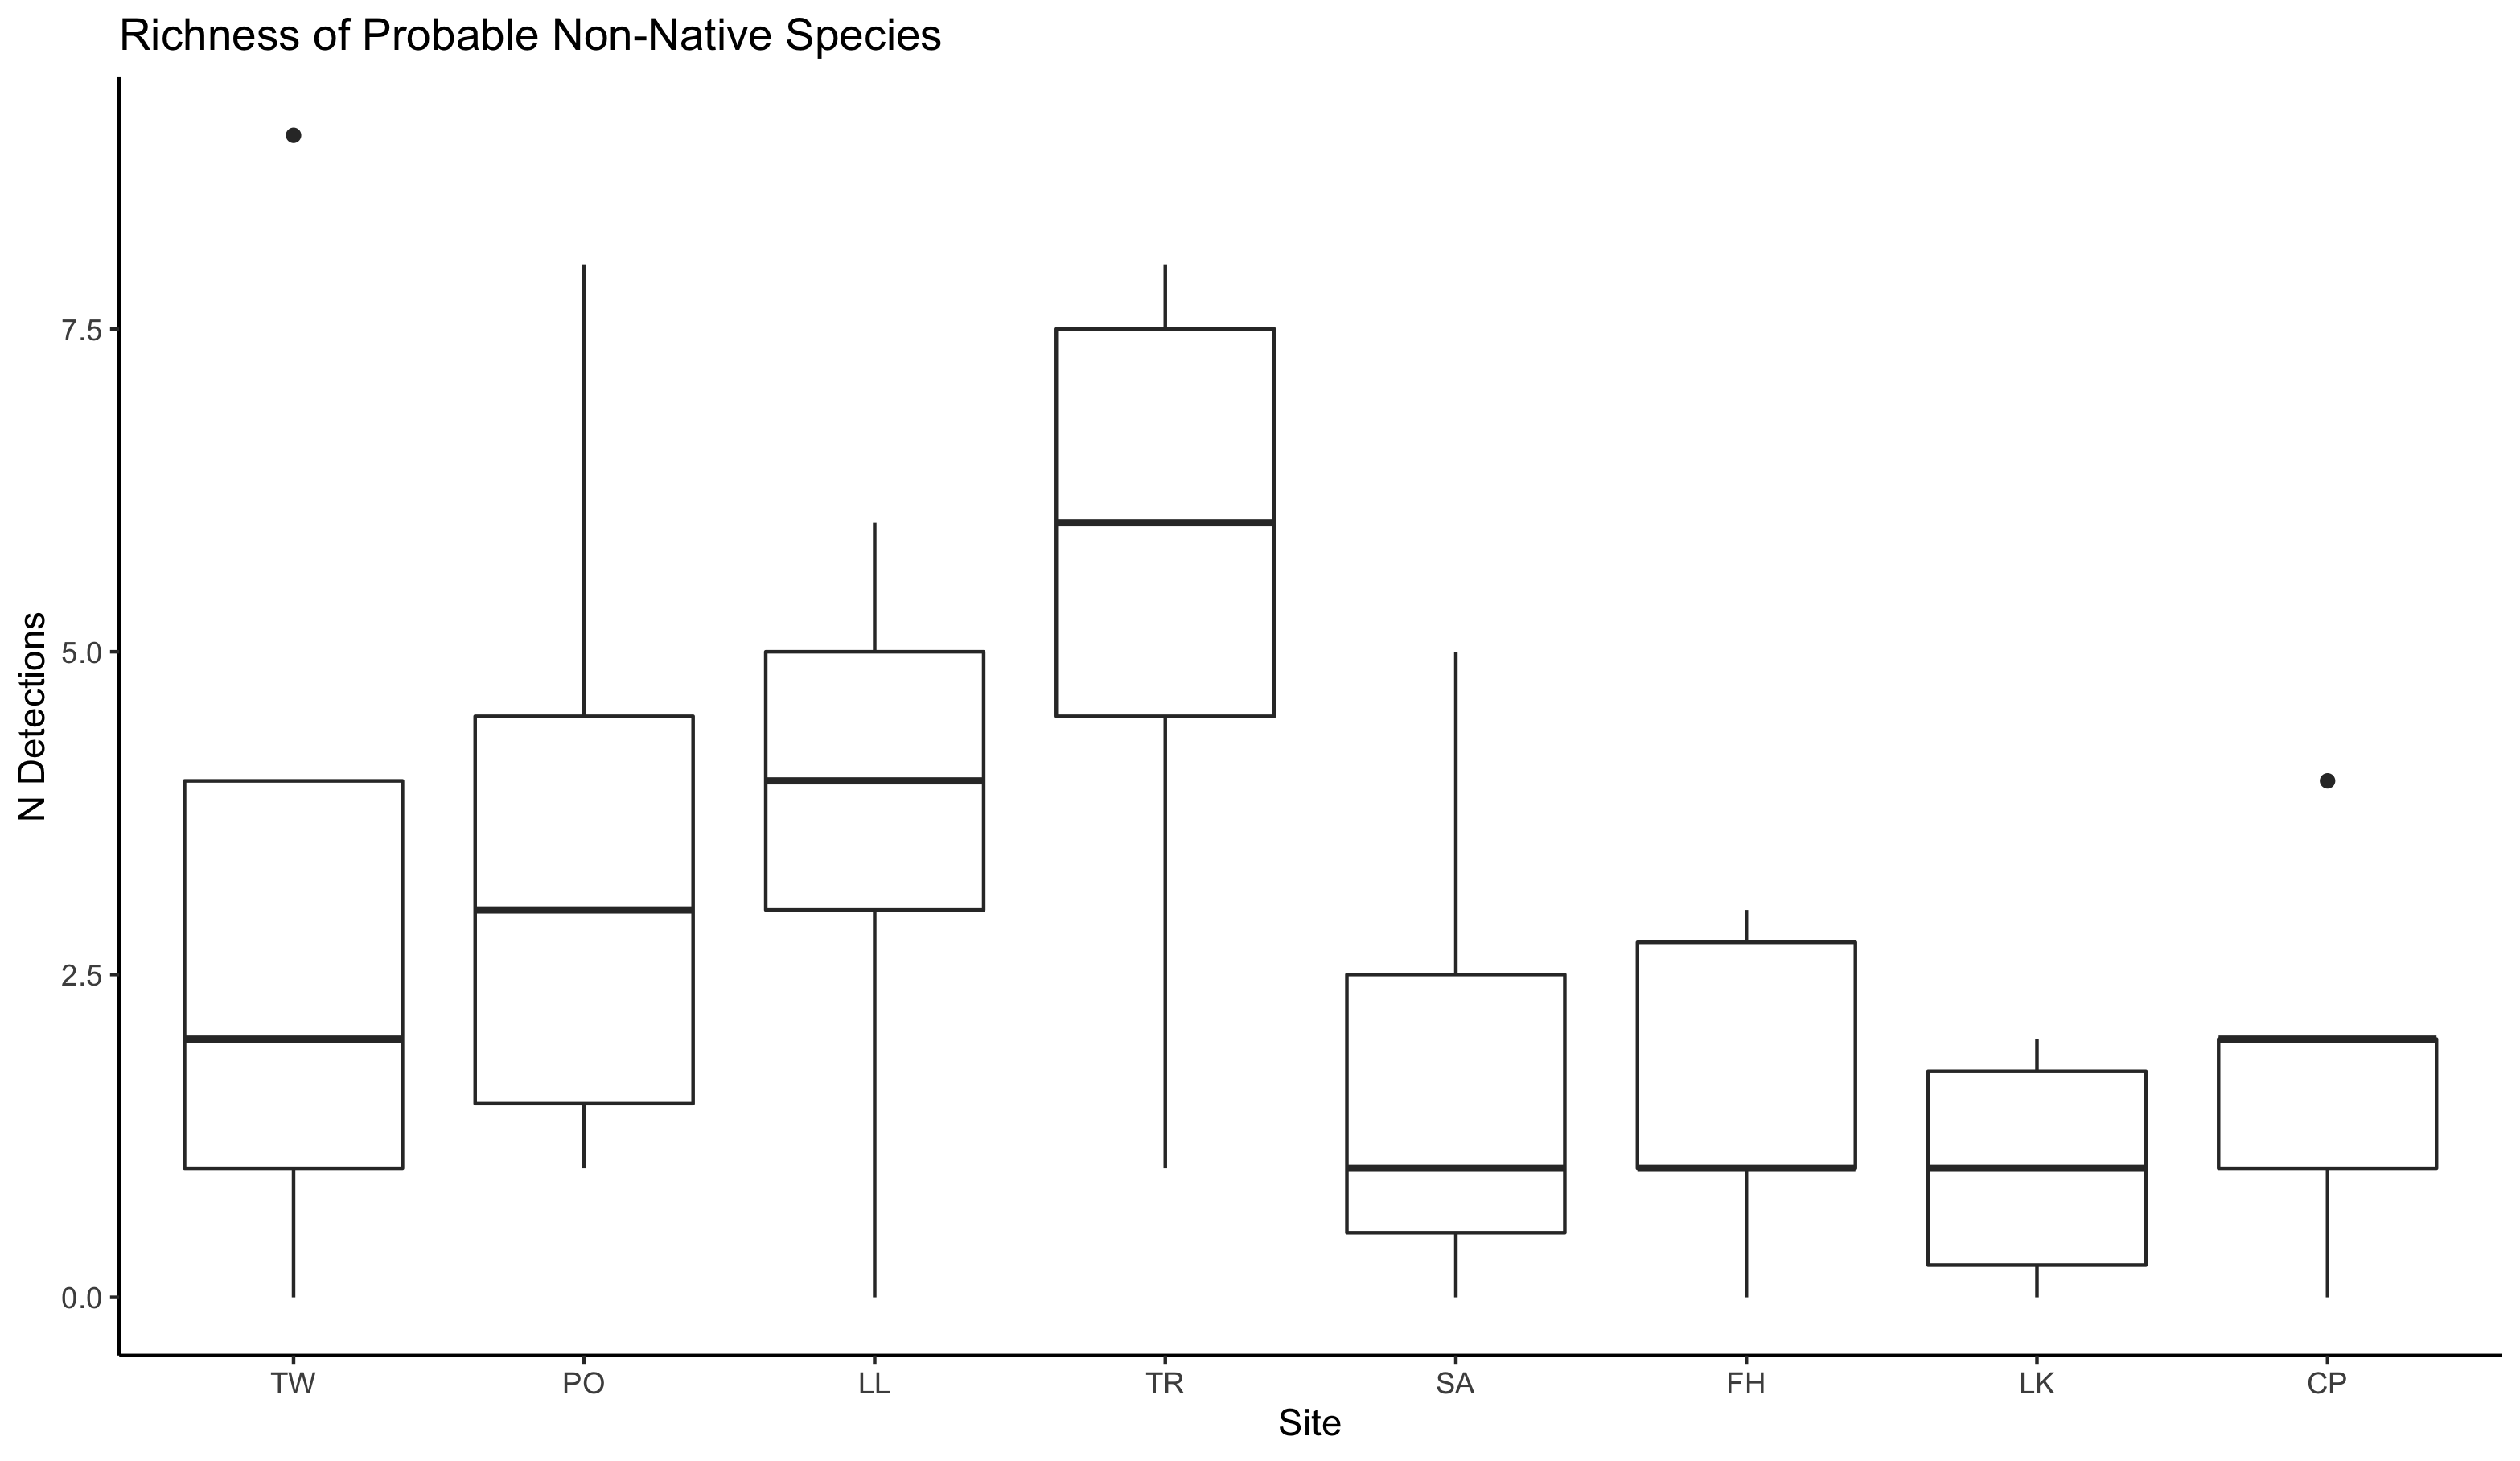 Richness of Probable Non-Native Species
N Detections
7.5
5.0
2.5
0.0
TW PO LL TR SA FH LK CP
Site